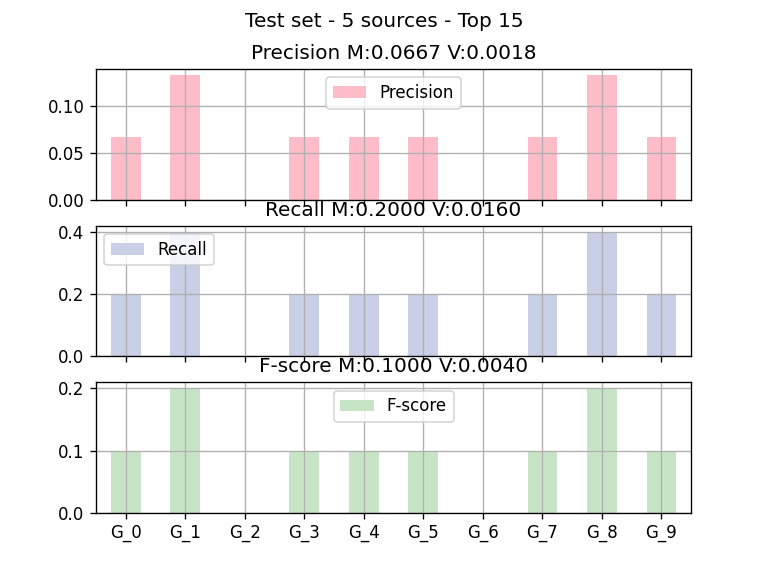 Test set - 5 sources - Top 15
Precision M:0.0667 V:0.0018
0.10
0.05
0.00
Precision
Recall M:0.2000 V:0.0160
0.4
0.2
0.0
Recall
F-score M:0.1000 V:0.0040
0.2
0.1
0.0
F-score
G_0 G_1 G_2 G_3 G_4 G_5 G_6 G_7 G_8 G_9